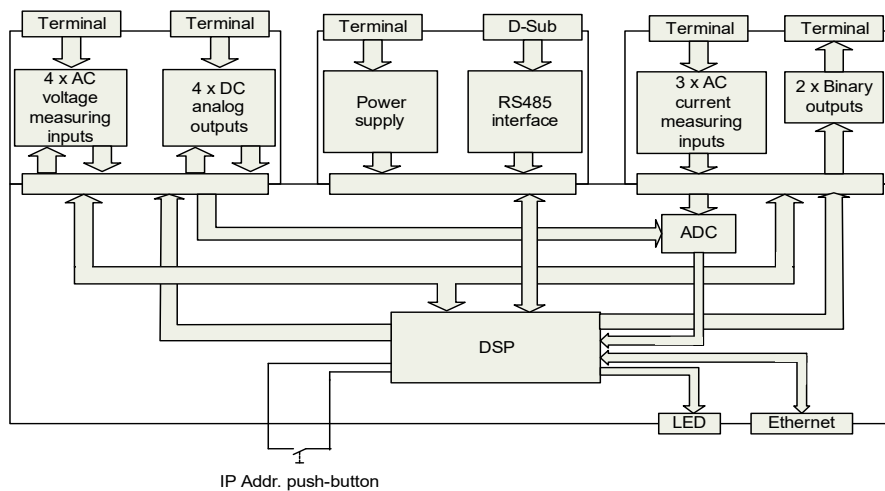 Terminal
Terminal
Terminal
D-Sub
Terminal
Terminal
4 x AC
voltage
measuring
inputs
4 x DC
analog
outputs
Power
supply
RS485
interface
3 x AC
current
measuring
inputs
2 x Binary
outputs
ADC
DSP
LED
Ethernet
IP Addr. push-button